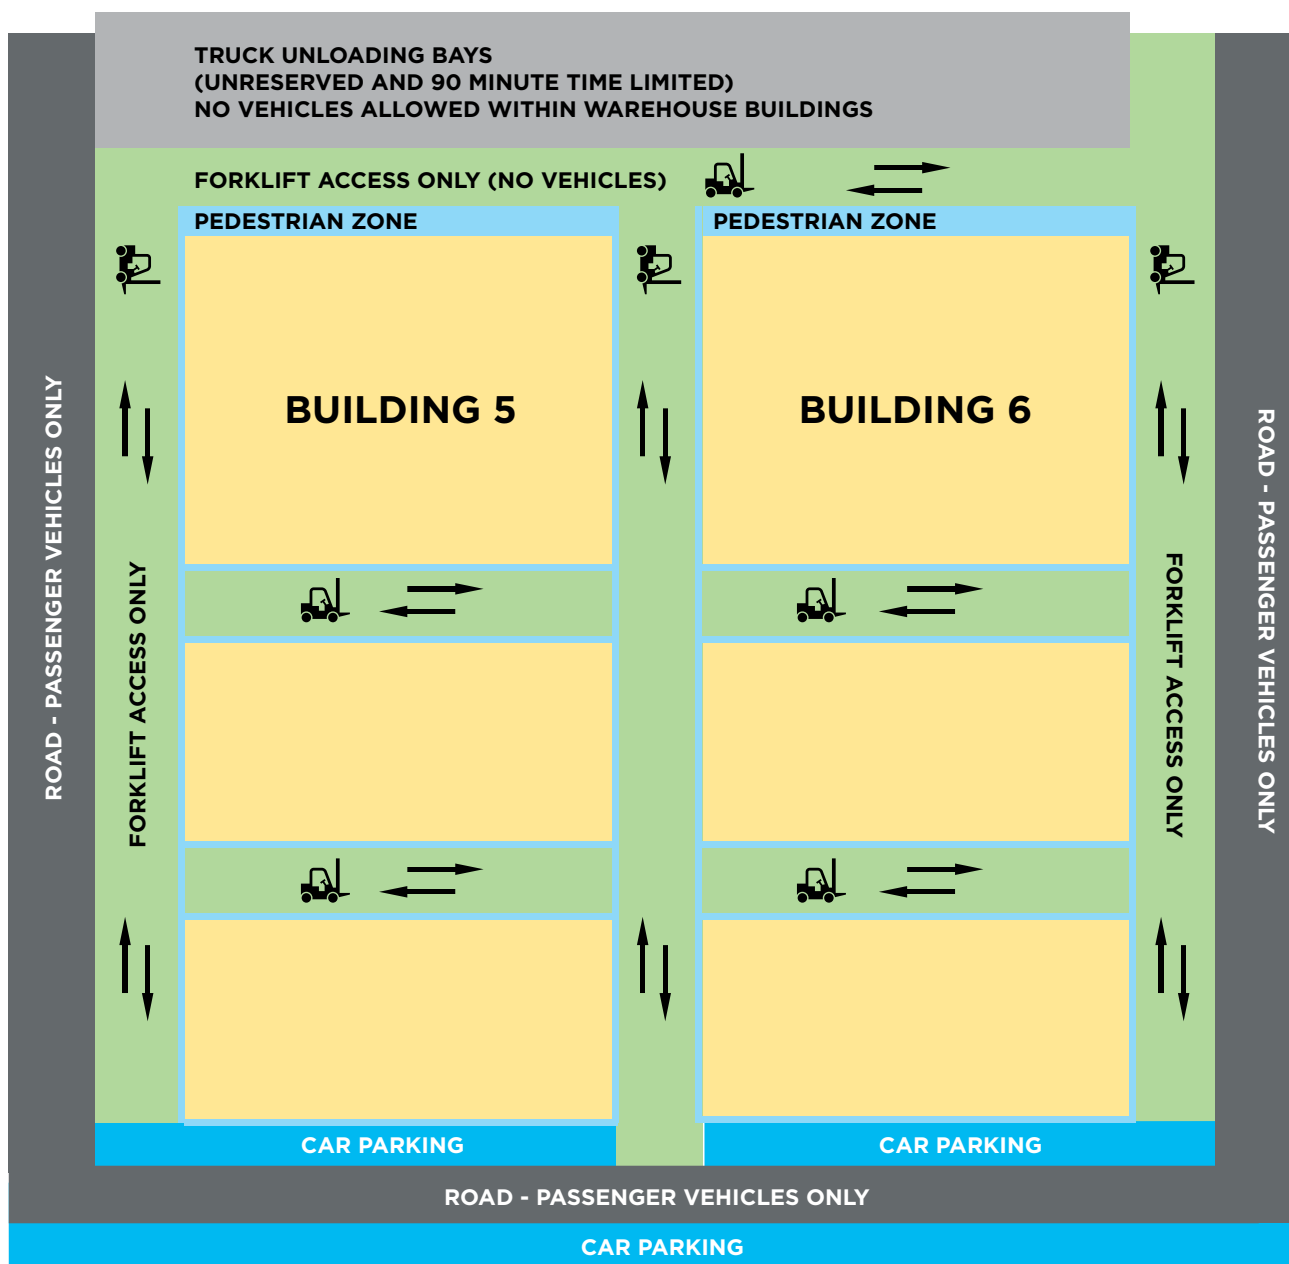 TRUCK UNLOADING BAYS
(UNRESERVED AND 90 MINUTE TIME LIMITED)
NO VEHICLES ALLOWED WITHIN WAREHOUSE BUILDINGS
FORKLIFT ACCESS ONLY (NO VEHICLES)
PEDESTRIAN ZONE
PEDESTRIAN ZONE
BUILDING 5
BUILDING 6
ROAD - PASSENGER VEHICLES ONLY
FORKLIFT ACCESS ONLY
FORKLIFT ACCESS ONLY
ROAD - PASSENGER VEHICLES ONLY
CAR PARKING
CAR PARKING
ROAD - PASSENGER VEHICLES ONLY
CAR PARKING